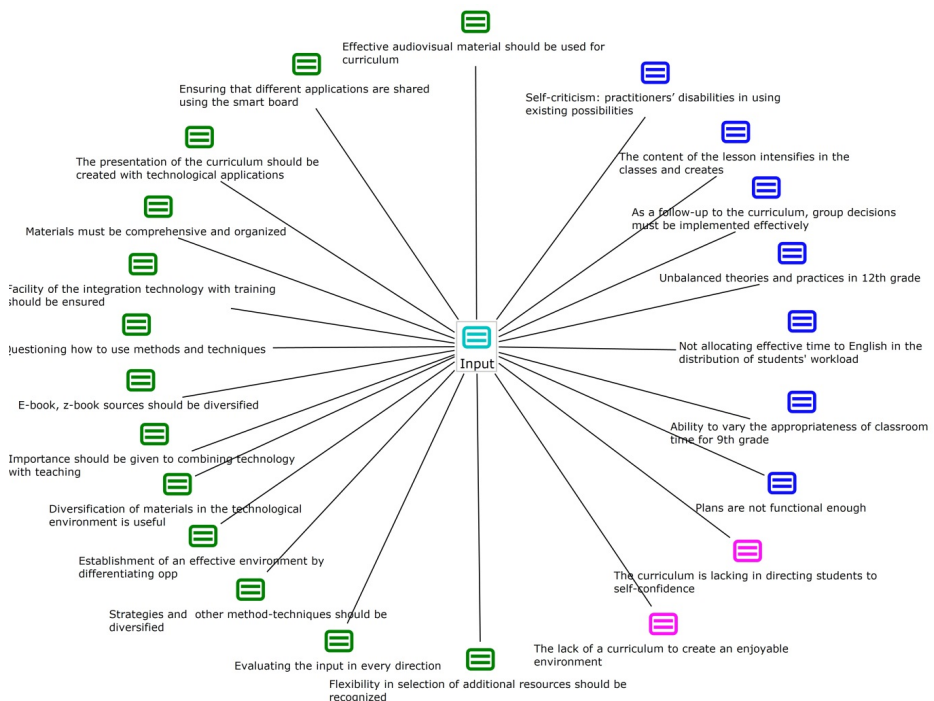 Effective audiovisual material should be used for
curriculum
Ensuring that different applications are shared
using the smart board
Self-criticism: practitioners' disabilities in using
existing possibilities
The presentation of the curriculum should be
created with technological applications
The content of the lesson intensifies in the
classes and creates
As a follow-up to the curriculum, group decisions
must be implemented effectively
Materials must be comprehensive and organized
Unbalanced theories and practices in 12th grade
Facility of the integration technology with training
should be ensured
Questioning how to use methods and techniques
Input
Not allocating effective time to English in the
distribution of students' workload
E-book, z-book sources should be diversified
Ability to vary the appropriateness of classroom
time for 9th grade
Importance should be given to combining technology
with teaching
Diversification of materials in the technological
environment is useful
Plans are not functional enough
Establishment of an effective environment by
differentiating opp
The curriculum is lacking in directing students to
self-confidence
Strategies and other method-techniques should be
diversified
The lack of a curriculum to create an enjoyable
environment
Evaluating the input in every direction
Flexibility in selection of additional resources should be
recognized